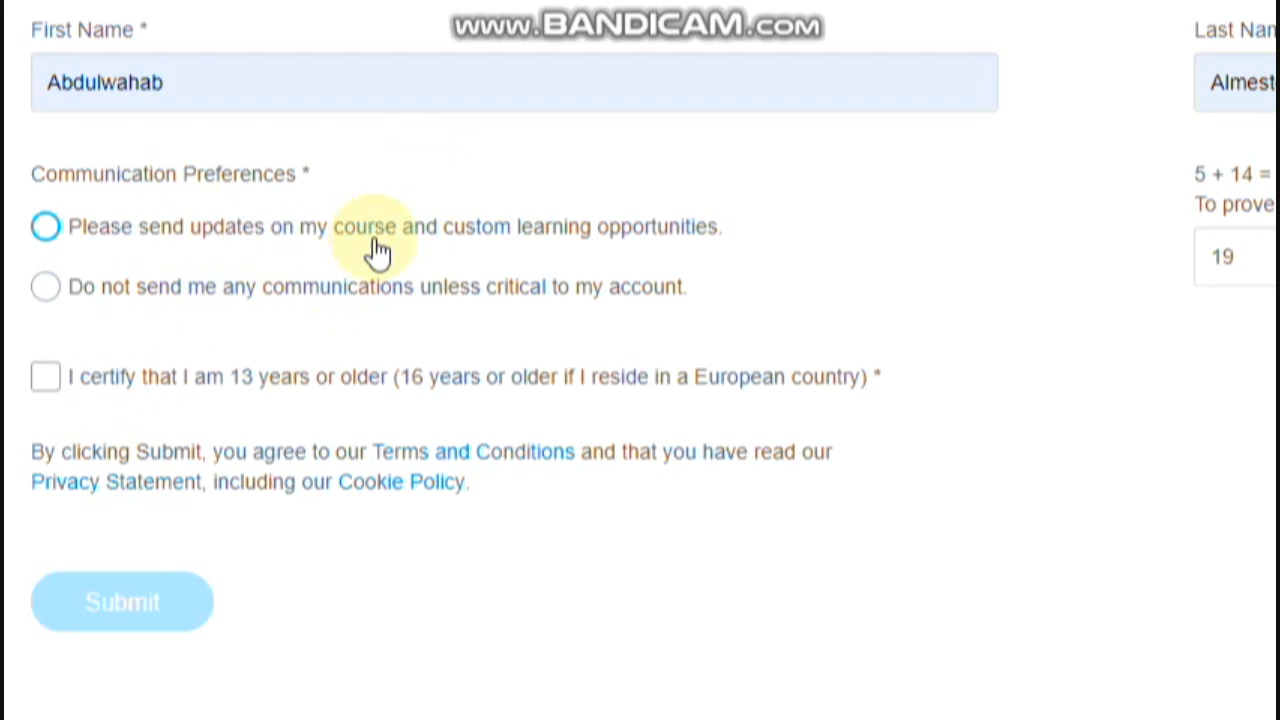 www.BANDICAM.com
First Name *
Last Nam
Abdulwahab
Almest
Communication Preferences *
5 + 14 =
Please send updates on my course and custom learning opportunities.
To prove
19
Do not send me any communications unless critical to my account.
I certify that I am 13 years or older (16 years or older if I reside in a European country) *
By clicking Submit, you agree to our Terms and Conditions and that you have read our
Privacy Statement, including our Cookie Policy.
Submit